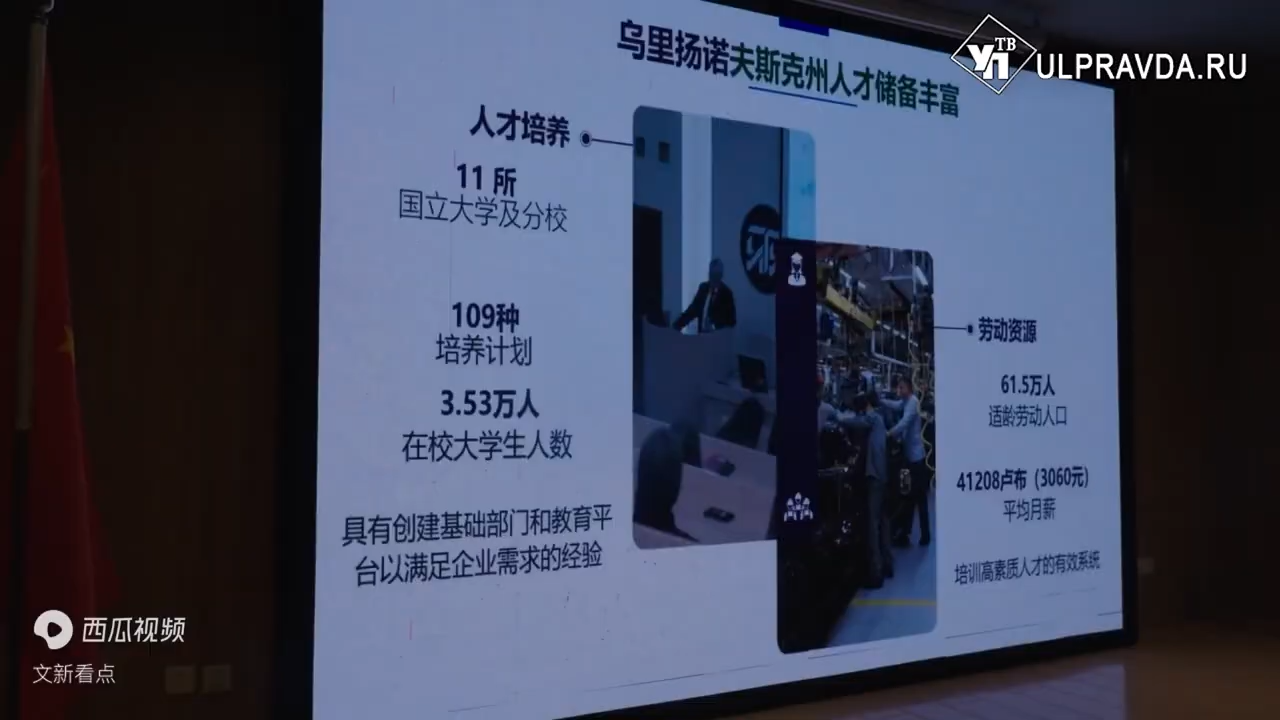 乌里扬诺夫斯克州人才储备丰富
УП ТВ
ULPRAVDA.RU
人才培养
11 所
国立大学及分校
109种
培养计划
3.53万人
在校大学生人数
具有创建基础部门和教育平
台以满足企业需求的经验
劳动资源
61.5万人
适龄劳动人口
41208卢布（3060元）
平均月薪
培训高素质人才的有效系统
西瓜视频
文新看点